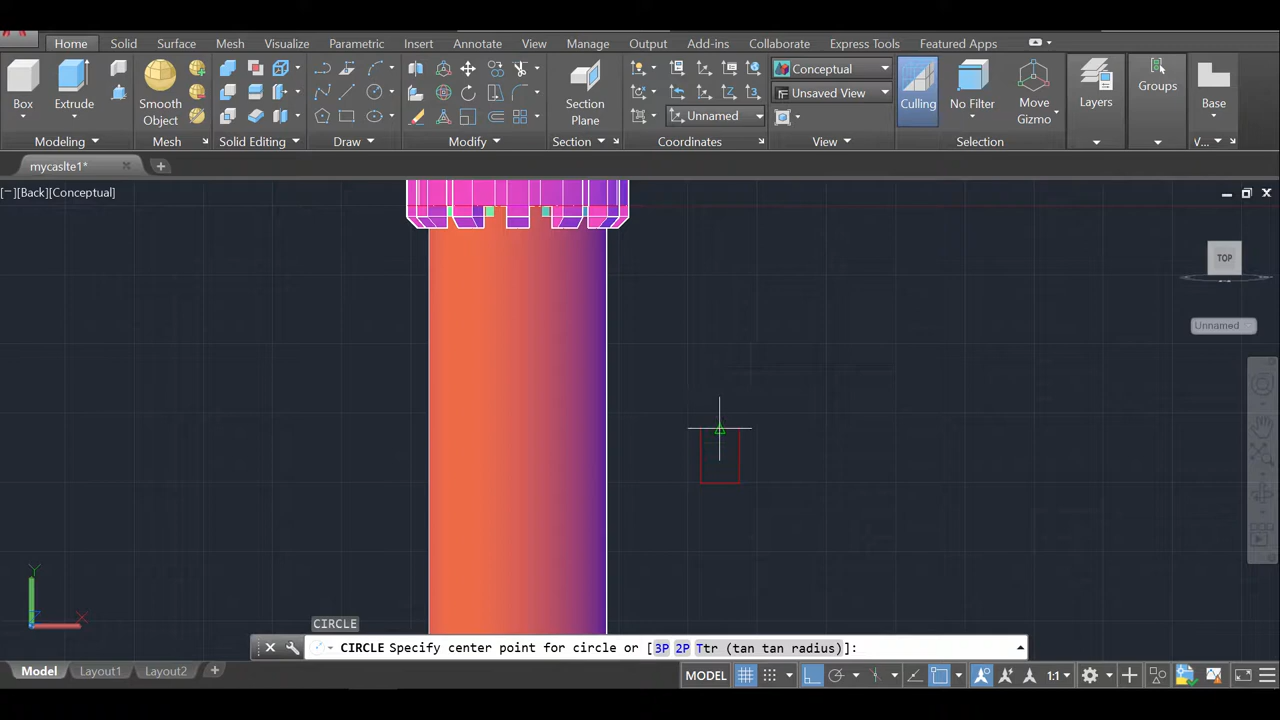 Home Solid Surface Mesh Visualize Parametric Insert Annotate View Manage Output Add-ins Collaborate Express Tools Featured Apps
Conceptual
Unsaved View
Unnamed
Box Extrude Smooth Object Section Plane Culling No Filter Move Gizmo Layers Groups Base
Modeling Mesh Solid Editing Draw Modify Section Coordinates View Selection V...
mycaslte1*
[−][Back][Conceptual]
TOP
Unnamed
Y
X
CIRCLE
CIRCLE Specify center point for circle or [3P 2P Ttr (tan tan radius)]:
Model Layout1 Layout2 MODEL 1:1